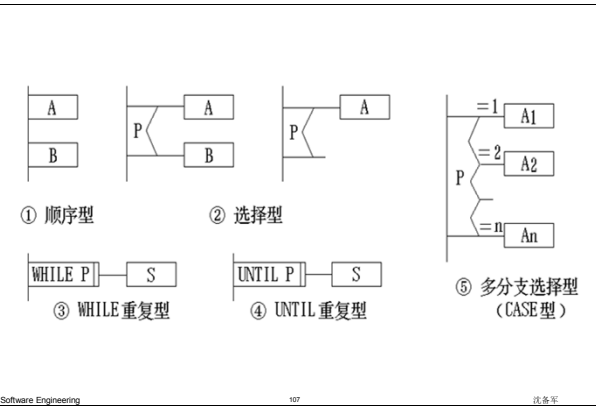 A
B
P
A
B
P
A
① 顺序型
② 选择型
WHILE P
S
UNTIL P
S
③ WHILE重复型
④ UNTIL重复型
=1
A1
=2
A2
P
=n
An
⑤ 多分支选择型
（CASE型）
Software Engineering
107
沈备军